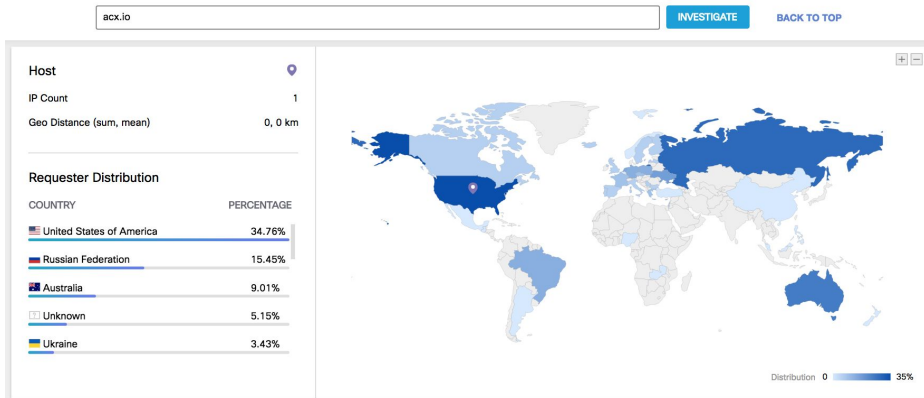 acx.io
INVESTIGATE
BACK TO TOP
Host
IP Count 1
Geo Distance (sum, mean) 0, 0 km
Requester Distribution
COUNTRY PERCENTAGE
United States of America 34.76%
Russian Federation 15.45%
Australia 9.01%
? Unknown 5.15%
Ukraine 3.43%
+ −
Distribution 0 35%